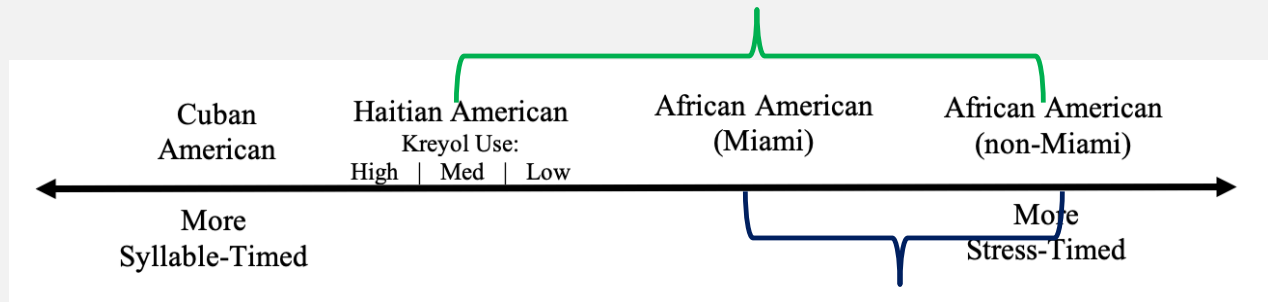 Cuban
American
Haitian American
Kreyol Use:
High | Med | Low
African American
(Miami)
African American
(non-Miami)
More
Syllable-Timed
More
Stress-Timed